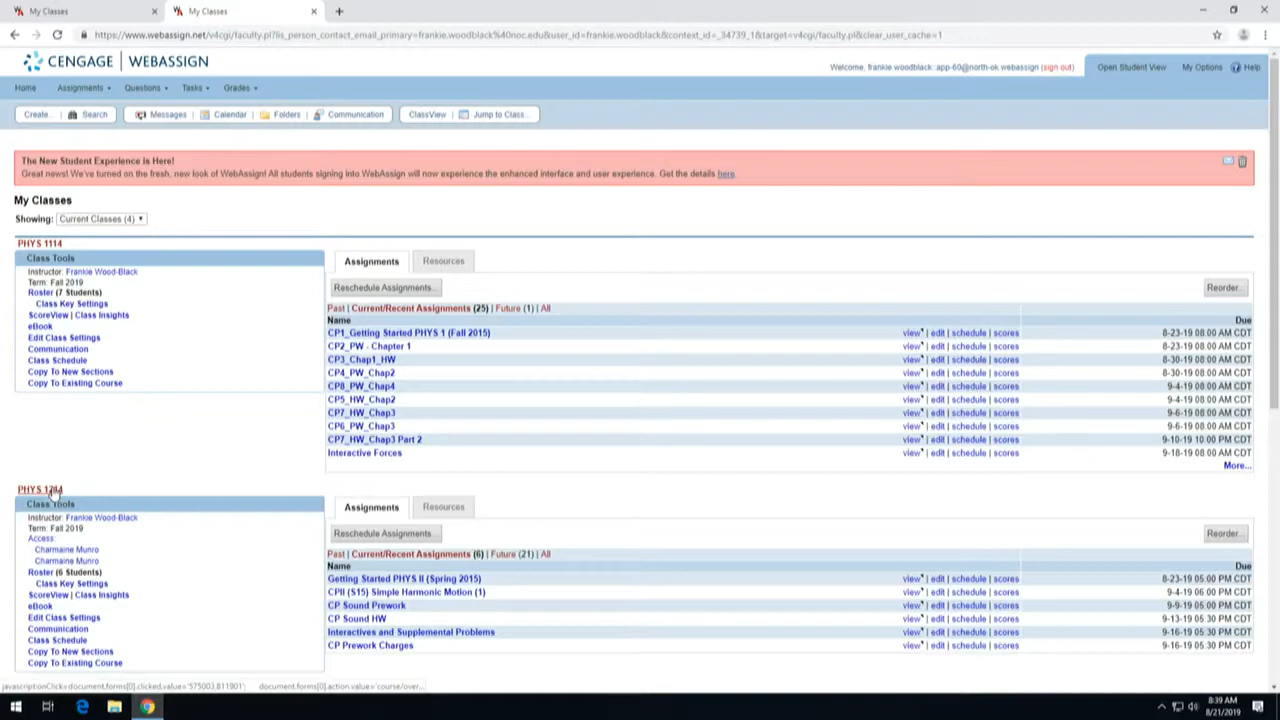 My Classes
My Classes
https://www.webassign.net/v4cgi/faculty.pl?lis_person_contact_email_primary=frankie.woodblack%40noc.edu&user_id=frankie.woodblack&context_id=_34739_1&target=v4cgi/faculty.pl&clear_user_cache=1
CENGAGE | WEBASSIGN
Welcome, frankie.woodblack::app-60@north-ok.webassign (sign out)
Open Student View
My Options
Help
Home
Assignments
Questions
Tasks
Grades
Create...
Search
Messages
Calendar
Folders
Communication
ClassView
Jump to Class...
The New Student Experience is Here!
Great news! We've turned on the fresh, new look of WebAssign! All students signing into WebAssign will now experience the enhanced interface and user experience. Get the details here.
My Classes
Showing: Current Classes (4)
PHYS 1114
Class Tools
Instructor: Frankie Wood-Black
Term: Fall 2019
Roster (7 Students)
Class Key Settings
ScoreView | Class Insights
eBook
Edit Class Settings
Communication
Class Schedule
Copy To New Sections
Copy To Existing Course
Assignments
Resources
Reschedule Assignments...
Reorder...
Past | Current/Recent Assignments (25) | Future (1) | All
Name Due
CP1_Getting Started PHYS 1 (Fall 2015) view | edit | schedule | scores 8-23-19 08:00 AM CDT
CP2_PW - Chapter 1 view | edit | schedule | scores 8-23-19 08:00 AM CDT
CP3_Chap1_HW view | edit | schedule | scores 8-30-19 08:00 AM CDT
CP4_PW_Chap2 view | edit | schedule | scores 8-30-19 08:00 AM CDT
CP8_PW_Chap4 view | edit | schedule | scores 9-4-19 08:00 AM CDT
CP5_HW_Chap2 view | edit | schedule | scores 9-4-19 08:00 AM CDT
CP7_HW_Chap3 view | edit | schedule | scores 9-6-19 08:00 AM CDT
CP6_PW_Chap3 view | edit | schedule | scores 9-6-19 08:00 AM CDT
CP7_HW_Chap3 Part 2 view | edit | schedule | scores 9-10-19 10:00 PM CDT
Interactive Forces view | edit | schedule | scores 9-18-19 08:00 AM CDT
More...
PHYS
Class Tools
Instructor: Frankie Wood-Black
Term: Fall 2019
Access:
Charmaine Munro
Charmaine Munro
Roster (6 Students)
Class Key Settings
ScoreView | Class Insights
eBook
Edit Class Settings
Communication
Class Schedule
Copy To New Sections
Copy To Existing Course
Assignments
Resources
Reschedule Assignments...
Reorder...
Past | Current/Recent Assignments (6) | Future (21) | All
Name Due
Getting Started PHYS II (Spring 2015) view | edit | schedule | scores 8-23-19 05:00 PM CDT
CPII (S15) Simple Harmonic Motion (1) view | edit | schedule | scores 9-4-19 06:00 PM CDT
CP Sound Prework view | edit | schedule | scores 9-9-19 05:00 PM CDT
CP Sound HW view | edit | schedule | scores 9-13-19 05:30 PM CDT
Interactives and Supplemental Problems view | edit | schedule | scores 9-16-19 05:30 PM CDT
CP Prework Charges view | edit | schedule | scores 9-16-19 05:30 PM CDT
javascriptClick=document.forms[0].clicked.value='575003.811901'; document.forms[0].action.value='course/over...
8:39 AM
8/21/2019